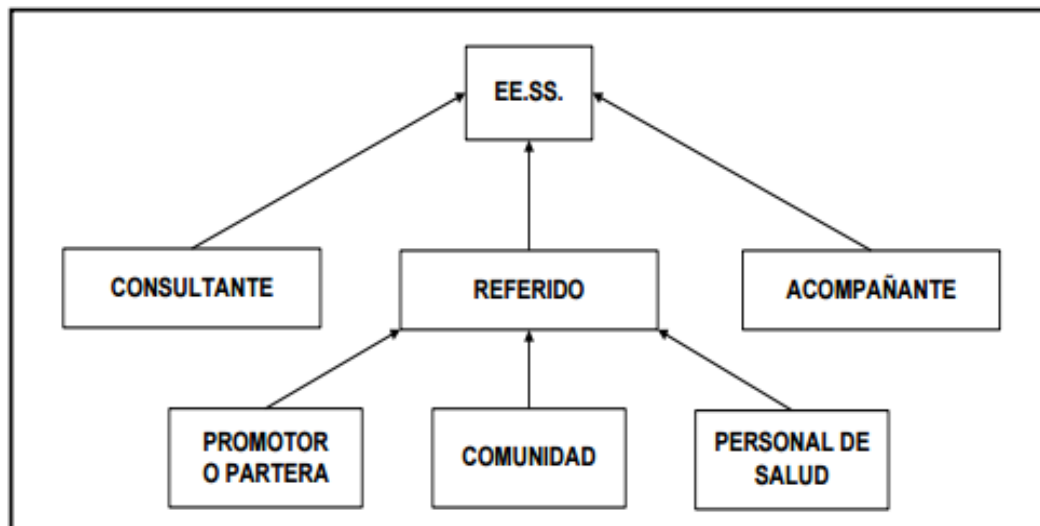 EE.SS.
CONSULTANTE
REFERIDO
ACOMPAÑANTE
PROMOTOR
O PARTERA
COMUNIDAD
PERSONAL DE
SALUD